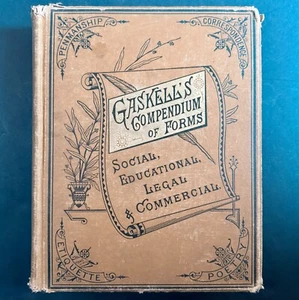 PENMANSHIP
CORRESPONDENCE
GASKELL'S
COMPENDIUM
OF FORMS
SOCIAL,
EDUCATIONAL,
LEGAL
& COMMERCIAL.
ETIQUETTE
POETRY